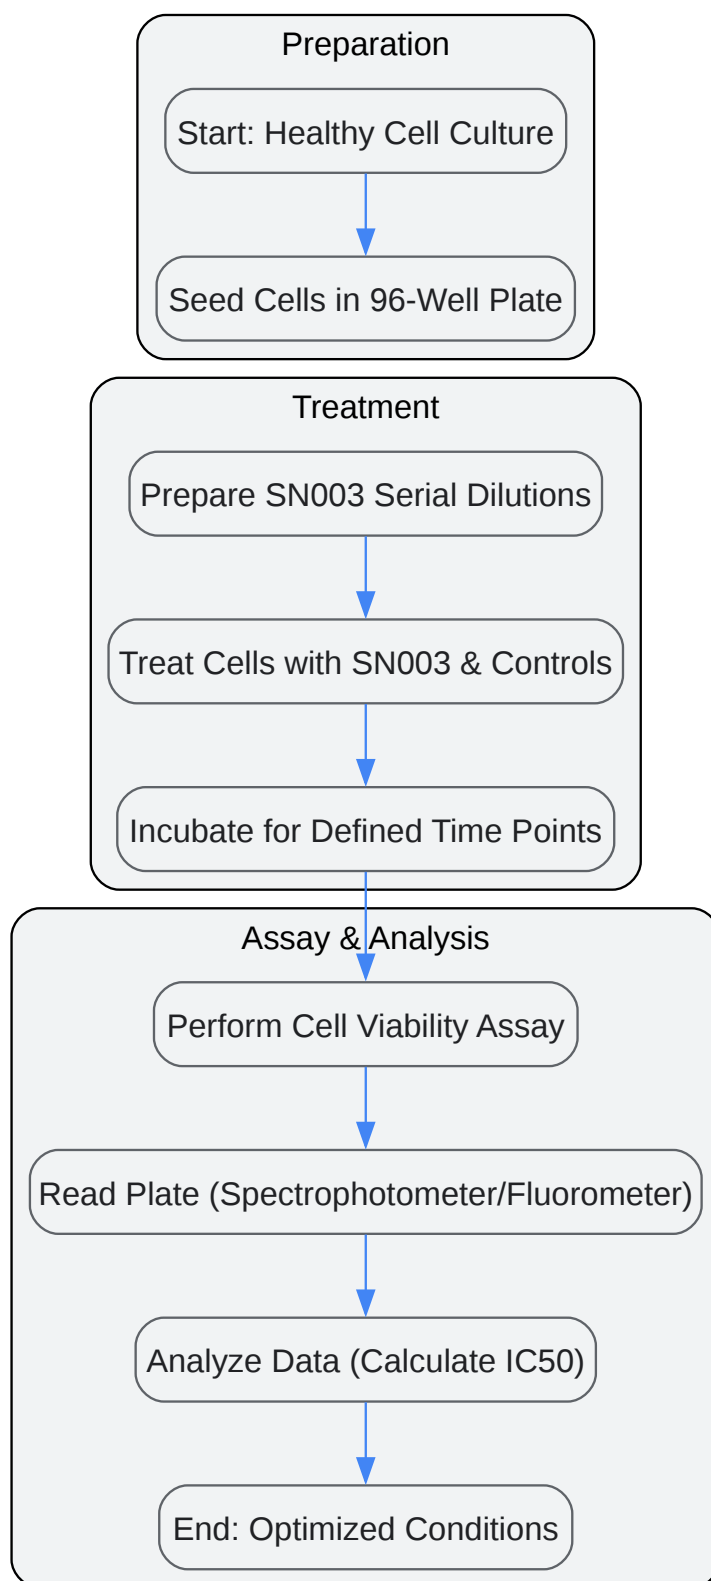 Preparation
Start: Healthy Cell Culture
Seed Cells in 96-Well Plate
Treatment
Prepare SN003 Serial Dilutions
Treat Cells with SN003 & Controls
Incubate for Defined Time Points
Assay & Analysis
Perform Cell Viability Assay
Read Plate (Spectrophotometer/Fluorometer)
Analyze Data (Calculate IC50)
End: Optimized Conditions